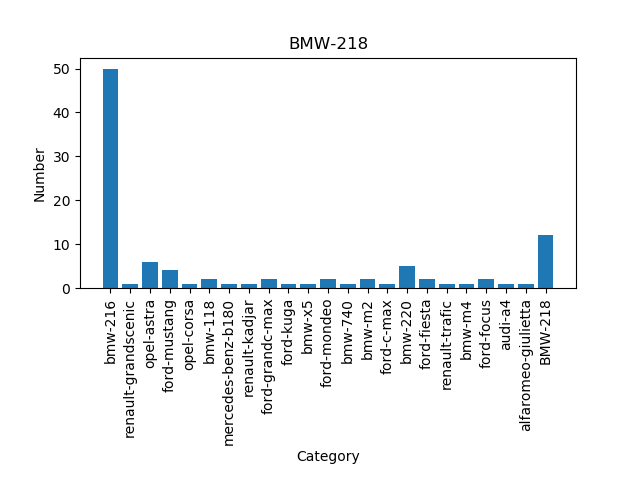 BMW-218
Number
50
40
30
20
10
0
bmw-216
renault-grandscenic
opel-astra
ford-mustang
opel-corsa
bmw-118
mercedes-benz-b180
renault-kadjar
ford-grandc-max
ford-kuga
bmw-x5
ford-mondeo
bmw-740
bmw-m2
ford-c-max
bmw-220
ford-fiesta
renault-trafic
bmw-m4
ford-focus
audi-a4
alfaromeo-giulietta
BMW-218
Category